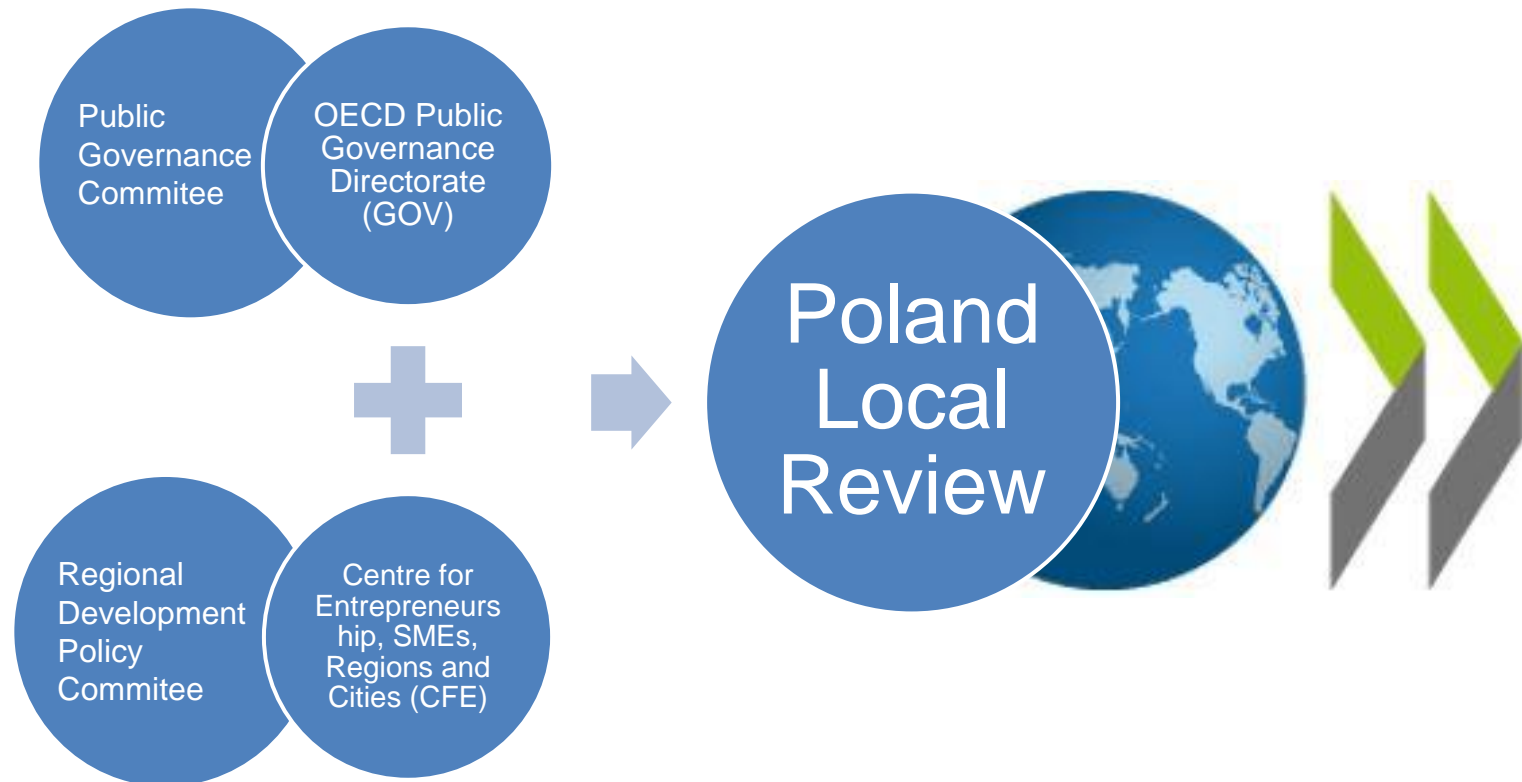 Public
Governance
Commitee
OECD Public
Governance
Directorate
(GOV)
Regional
Development
Policy
Commitee
Centre for
Entrepreneurs
hip, SMEs,
Regions and
Cities (CFE)
Poland
Local
Review